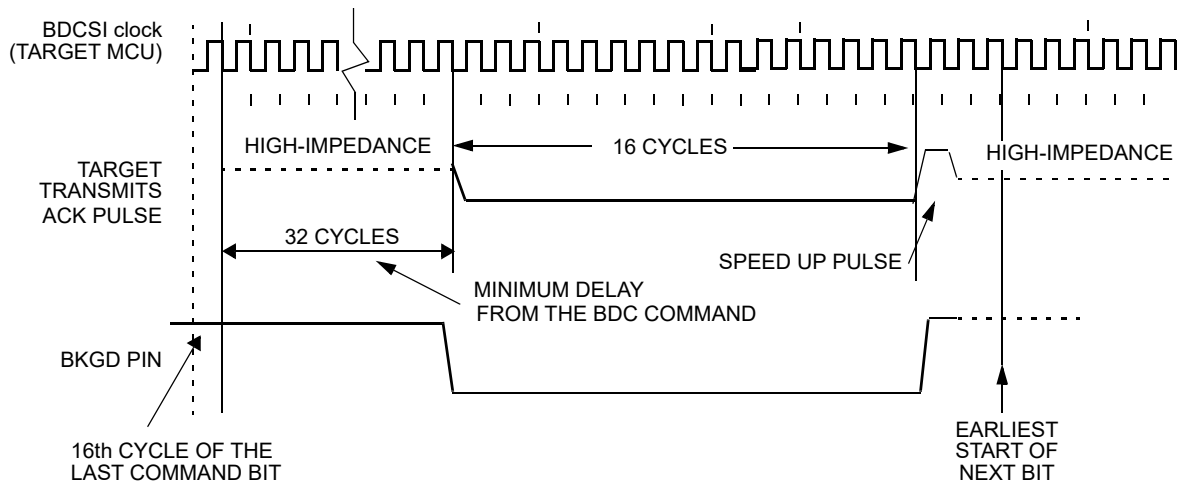 BDCSI clock
(TARGET MCU)
HIGH-IMPEDANCE
16 CYCLES
HIGH-IMPEDANCE
TARGET
TRANSMITS
ACK PULSE
32 CYCLES
SPEED UP PULSE
MINIMUM DELAY
FROM THE BDC COMMAND
BKGD PIN
16th CYCLE OF THE
LAST COMMAND BIT
EARLIEST
START OF
NEXT BIT